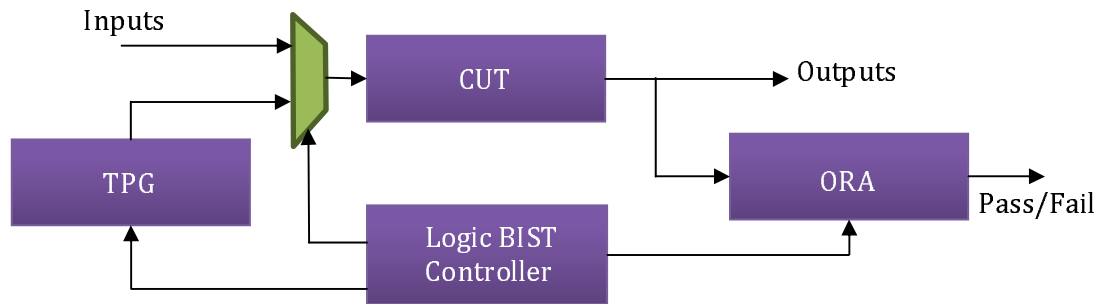 Inputs
CUT
Outputs
TPG
ORA
Pass/Fail
Logic BIST
Controller